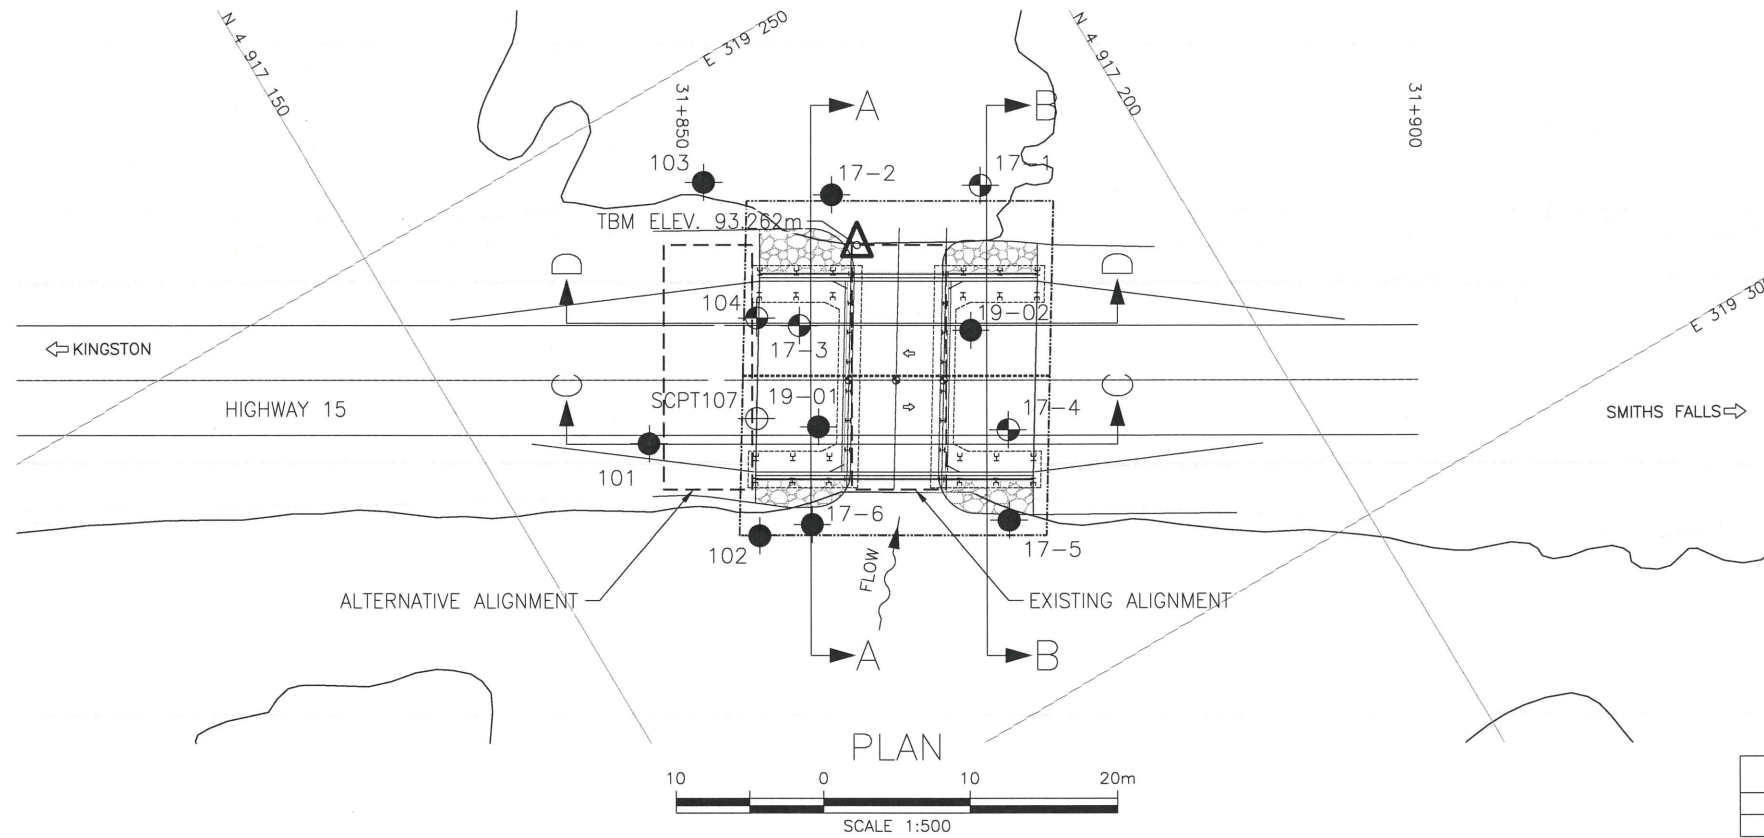 N 4 917 150
E 319 250
N 4 917 200
31+850
31+900
A
B
103
17-2
17-1
TBM ELEV. 93.262m
D
D
104
19-02
17-3
KINGSTON
C
C
SCPT107
19-01
17-4
HIGHWAY 15
SMITHS FALLS
101
17-6
102
17-5
FLOW
ALTERNATIVE ALIGNMENT
EXISTING ALIGNMENT
A
B
PLAN
10 0 10 20m
SCALE 1:500